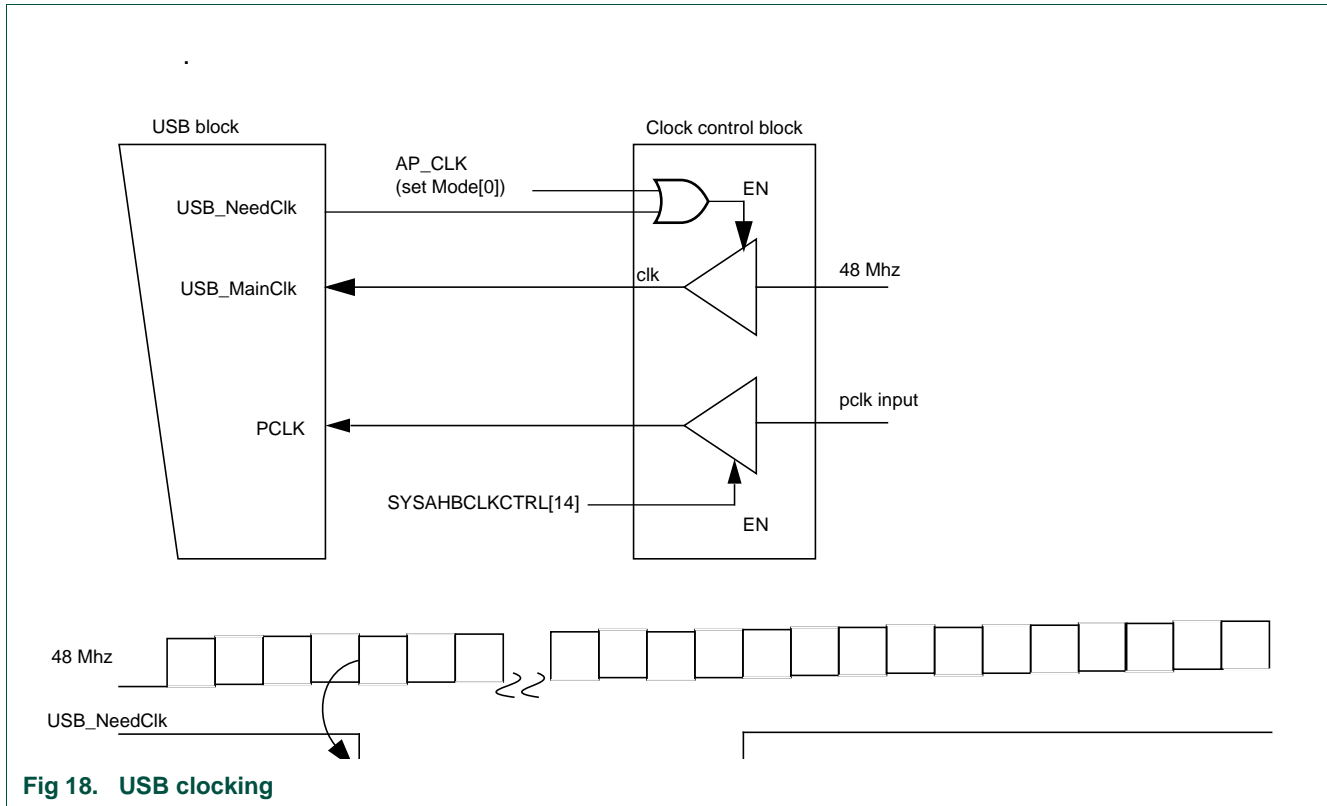 USB block
Clock control block
AP_CLK
(set Mode[0])
EN
USB_NeedClk
clk
48 Mhz
USB_MainClk
pclk input
PCLK
SYSAHBCLKCTRL[14]
EN
48 Mhz
USB_NeedClk
Fig 18. USB clocking